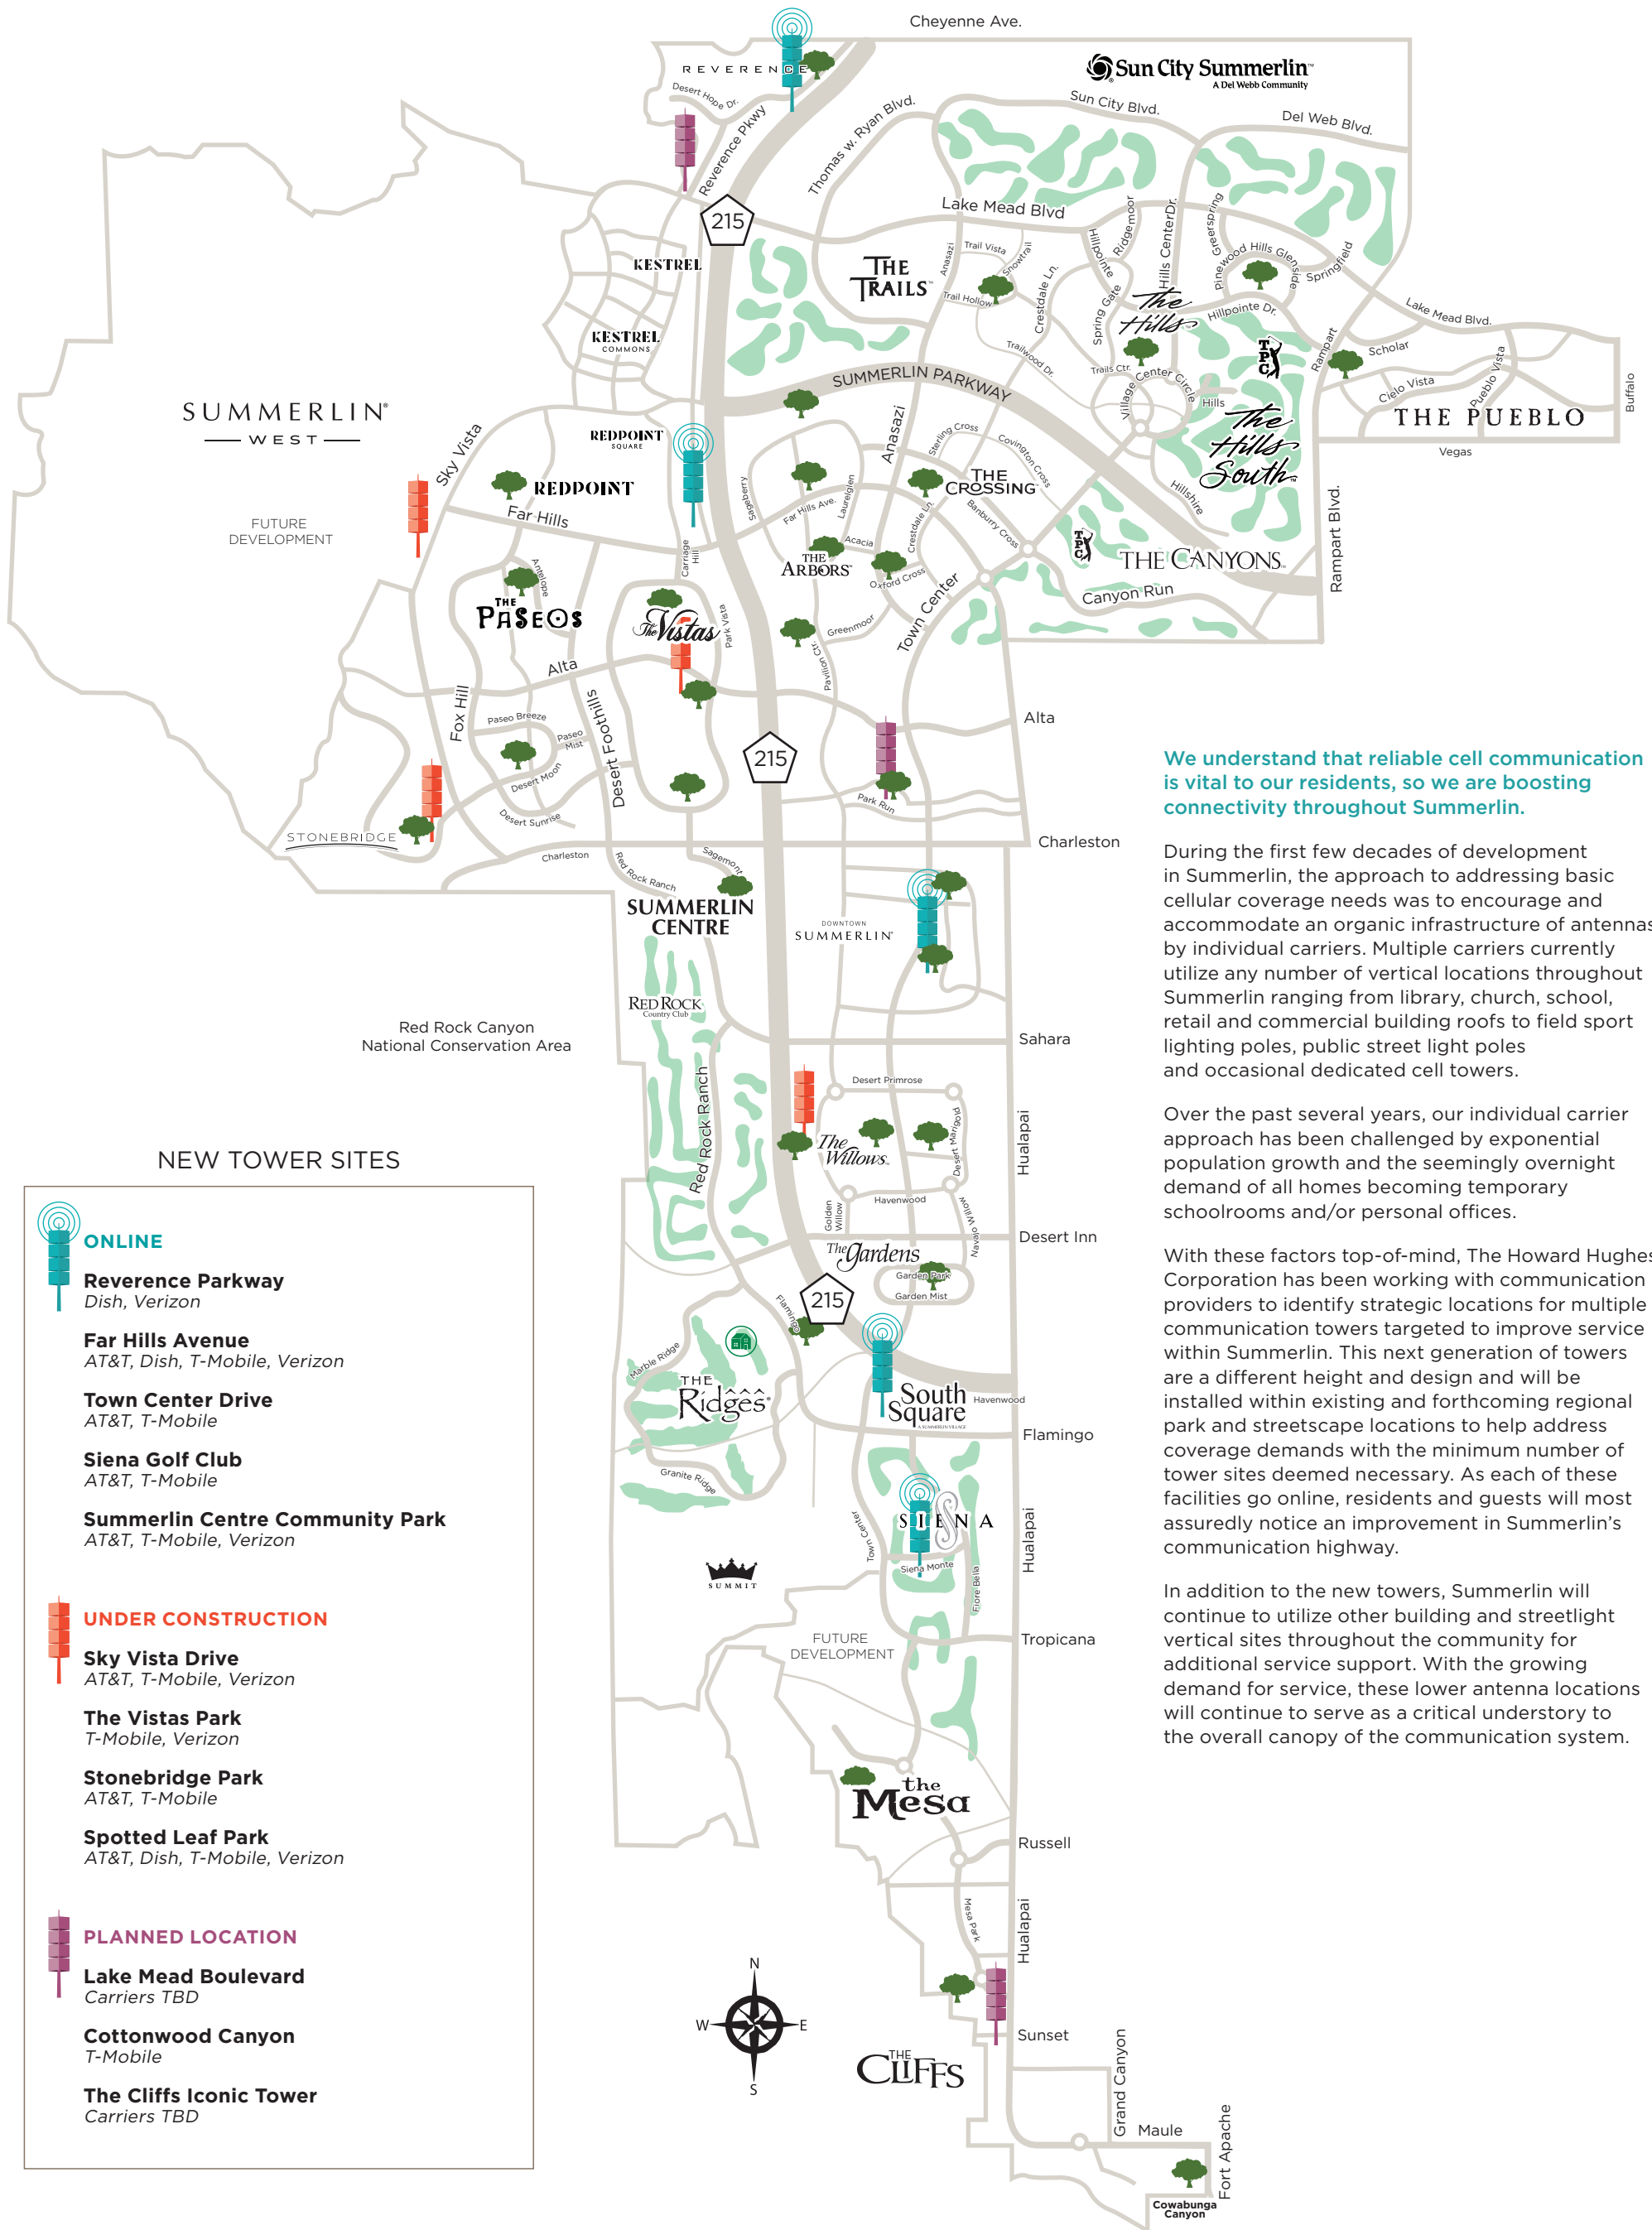 Cheyenne Ave.
REVERENCE
Sun City Summerlin™
A Del Webb Community
Desert Hope Dr.
Reverence Pkwy
Thomas w. Ryan Blvd.
Sun City Blvd.
Del Web Blvd.
215
Lake Mead Blvd
KESTREL
KESTREL
COMMONS
THE
TRAILS™
Anasazi
Trail Vista
Snowtrail
Trail Hollow
Crestdale Ln.
Trailwood Dr.
Hillpointe
Ridgemoor
Spring Gate
Hills CenterDr.
Greerspring
Pinewood Hills
Glenside
Springfield
The
Hills
Hillpointe Dr.
TPC
Trails Ctr.
Village Center Circle
Hills
Rampart
Lake Mead Blvd.
Scholar
Cielo Vista
Pueblo Vista
Buffalo
THE PUEBLO
Vegas
The
Hills
South™
Hillshire
Rampart Blvd.
SUMMERLIN PARKWAY
SUMMERLIN®
WEST
FUTURE
DEVELOPMENT
Sky Vista
REDPOINT
SQUARE
REDPOINT
Far Hills
Sageberry
Far Hills Ave.
Laurelglen
Anasazi
Sterling Cross
Covington Cross
THE
CROSSING
Banbury Cross
Crestdale Ln.
THE
ARBORS™
Acacia
Oxford Cross
TPC
THE CANYONS
Canyon Run
Town Center
Greenmoor
Pavilion Ctr.
Carriage
Hill
Antelope
THE
PASEOS
The Vistas
Park Vista
Alta
Fox Hill
Paseo Breeze
Paseo
Mist
Desert Moon
Desert Sunrise
Desert Foothills
215
Alta
Park Run
STONEBRIDGE
Charleston
Charleston
Red Rock Ranch
Sagemont
SUMMERLIN
CENTRE
DOWNTOWN
SUMMERLIN®
RED ROCK
Country Club
Red Rock Canyon
National Conservation Area
Sahara
Red Rock Ranch
Desert Primrose
Desert Marigold
The
Willows™
Hualapai
Havenwood
Golden
Willow
Navajo Willow
Desert Inn
The Gardens
Garden Park
Garden Mist
215
Flamingo
Marble Ridge
THE
Ridges®
Granite Ridge
South
Square
A SUMMERLIN VILLAGE
Havenwood
Flamingo
SIENA
Town Center
Siena Monte
Fiore Bella
Hualapai
SUMMIT
FUTURE
DEVELOPMENT
Tropicana
the
Mesa
Russell
Mesa Park
Hualapai
Sunset
THE
CLIFFS
N
W
E
S
Grand Canyon
Maule
Fort Apache
Cowabunga
Canyon
We understand that reliable cell communication
is vital to our residents, so we are boosting
connectivity throughout Summerlin.
During the first few decades of development
in Summerlin, the approach to addressing basic
cellular coverage needs was to encourage and
accommodate an organic infrastructure of antennas
by individual carriers. Multiple carriers currently
utilize any number of vertical locations throughout
Summerlin ranging from library, church, school,
retail and commercial building roofs to field sport
lighting poles, public street light poles
and occasional dedicated cell towers.
Over the past several years, our individual carrier
approach has been challenged by exponential
population growth and the seemingly overnight
demand of all homes becoming temporary
schoolrooms and/or personal offices.
With these factors top-of-mind, The Howard Hughes
Corporation has been working with communication
providers to identify strategic locations for multiple
communication towers targeted to improve service
within Summerlin. This next generation of towers
are a different height and design and will be
installed within existing and forthcoming regional
park and streetscape locations to help address
coverage demands with the minimum number of
tower sites deemed necessary. As each of these
facilities go online, residents and guests will most
assuredly notice an improvement in Summerlin's
communication highway.
In addition to the new towers, Summerlin will
continue to utilize other building and streetlight
vertical sites throughout the community for
additional service support. With the growing
demand for service, these lower antenna locations
will continue to serve as a critical understory to
the overall canopy of the communication system.
NEW TOWER SITES
ONLINE
Reverence Parkway
Dish, Verizon
Far Hills Avenue
AT&T, Dish, T-Mobile, Verizon
Town Center Drive
AT&T, T-Mobile
Siena Golf Club
AT&T, T-Mobile
Summerlin Centre Community Park
AT&T, T-Mobile, Verizon
UNDER CONSTRUCTION
Sky Vista Drive
AT&T, T-Mobile, Verizon
The Vistas Park
T-Mobile, Verizon
Stonebridge Park
AT&T, T-Mobile
Spotted Leaf Park
AT&T, Dish, T-Mobile, Verizon
PLANNED LOCATION
Lake Mead Boulevard
Carriers TBD
Cottonwood Canyon
T-Mobile
The Cliffs Iconic Tower
Carriers TBD